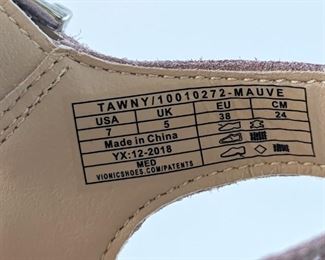 TAWNY/10010272-MAUVE
USA UK EU CM
7 5 38 24
Made in China
YX:12-2018
MED
VIONICSHOES.COM/PATENTS